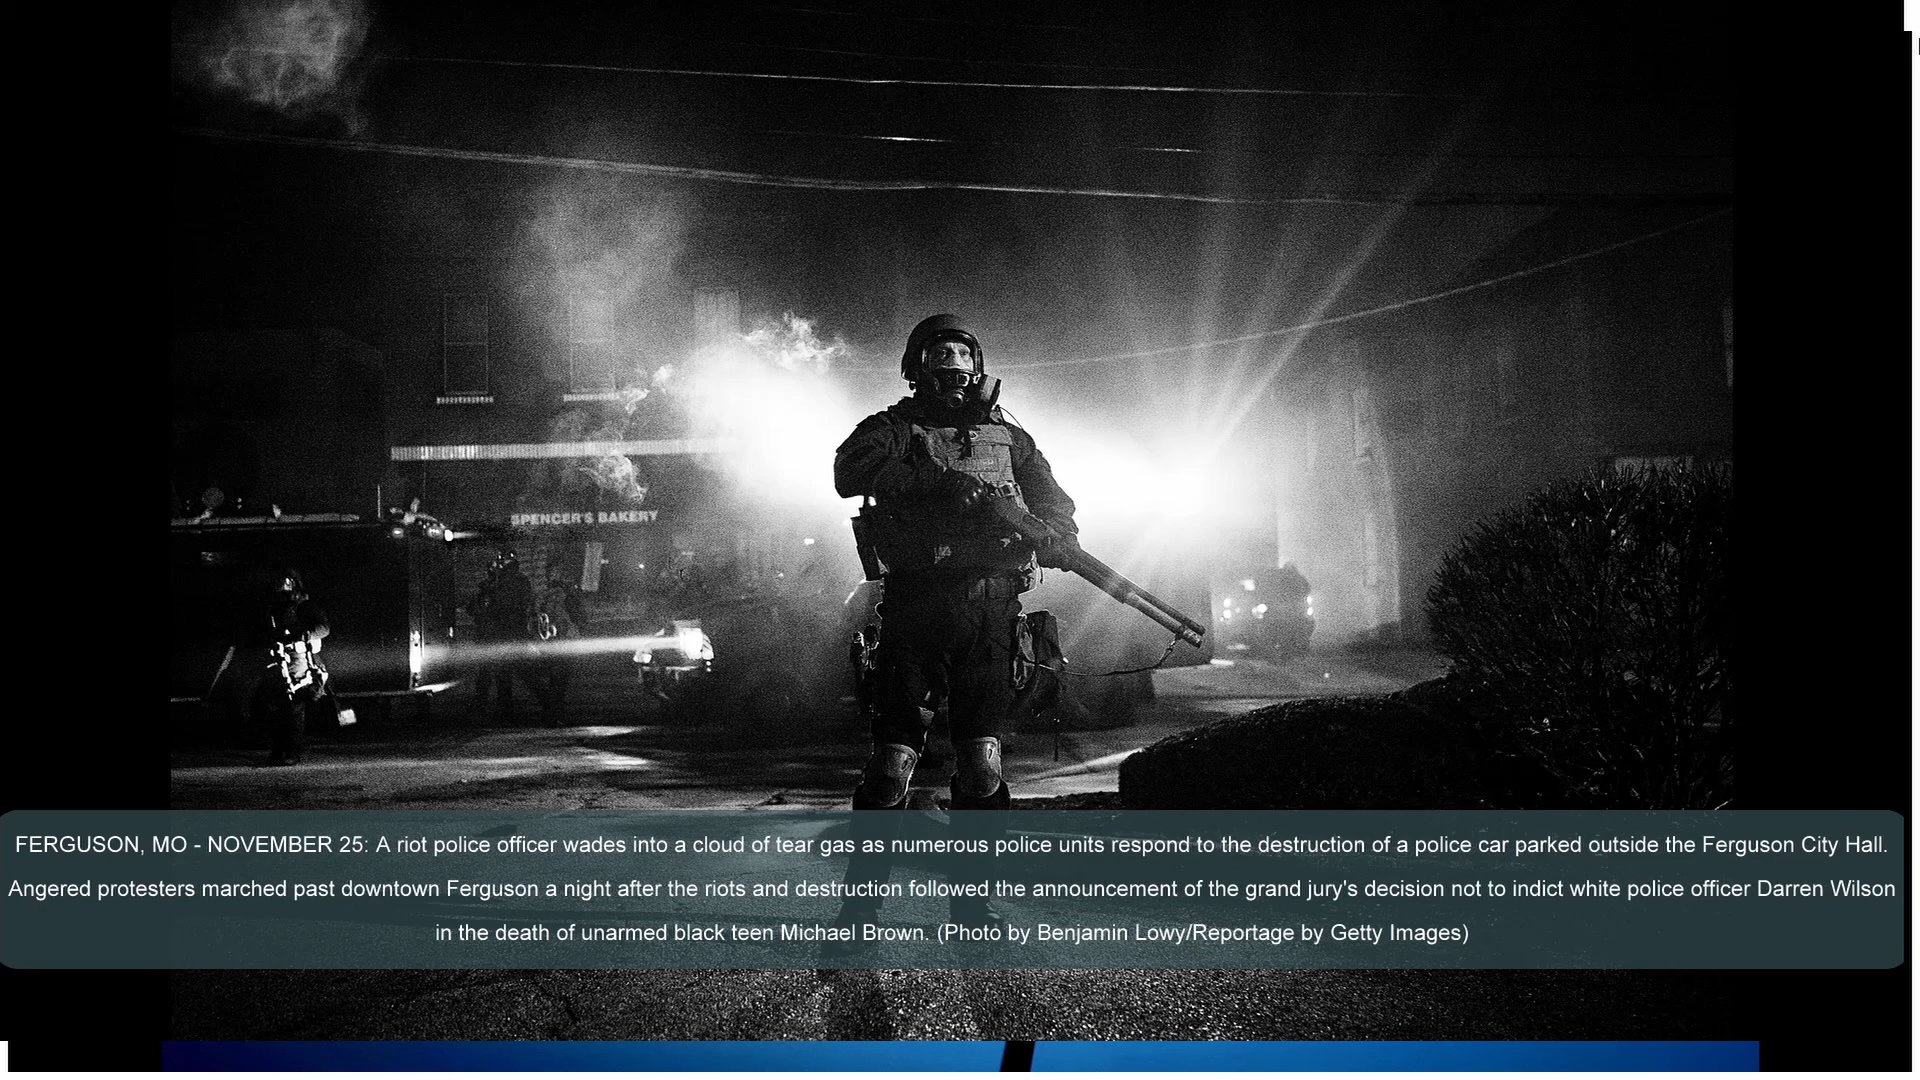 SPENCER'S BAKERY
FERGUSON, MO - NOVEMBER 25: A riot police officer wades into a cloud of tear gas as numerous police units respond to the destruction of a police car parked outside the Ferguson City Hall.
Angered protesters marched past downtown Ferguson a night after the riots and destruction followed the announcement of the grand jury's decision not to indict white police officer Darren Wilson
in the death of unarmed black teen Michael Brown. (Photo by Benjamin Lowy/Reportage by Getty Images)